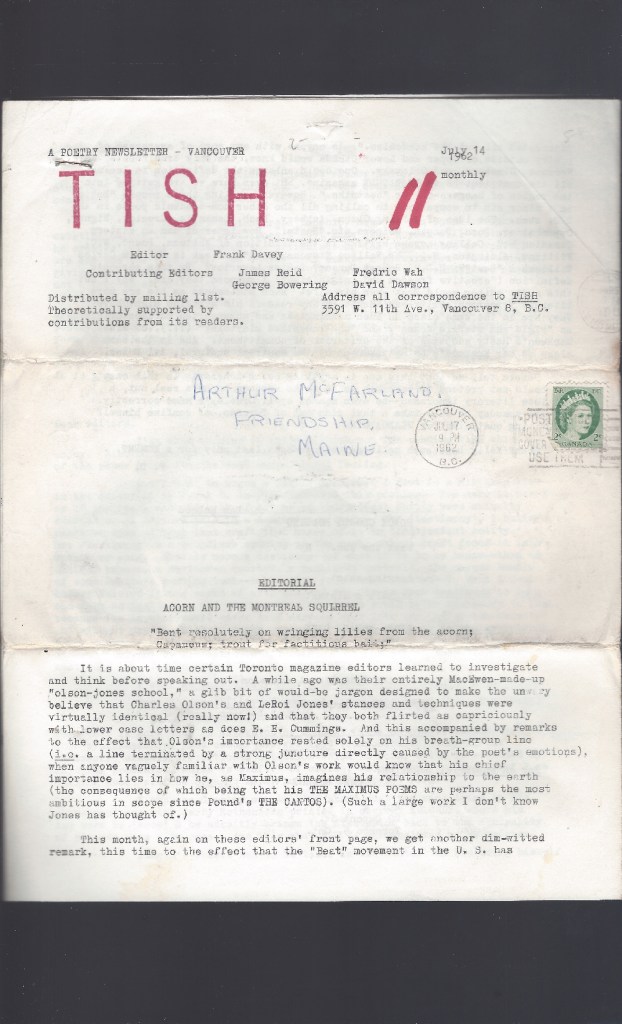 A POETRY NEWSLETTER - VANCOUVER
July 14
1962
TISH 11
monthly
Editor Frank Davey
Contributing Editors James Reid Fredric Wah
George Bowering David Dawson
Distributed by mailing list. Address all correspondence to TISH
Theoretically supported by 3591 W. 11th Ave., Vancouver 8, B.C.
contributions from its readers.
ARTHUR McFARLAND.
FRIENDSHIP.
MAINE
VANCOUVER
9 PM
1962
B.C.
POST
COVER
USE THEM
EDITORIAL
ACORN AND THE MONTREAL SQUIRREL
"Bent resolutely on wringing lilies from the acorn;
Capaneus; trout for factitious bait;"
It is about time certain Toronto magazine editors learned to investigate
and think before speaking out. A while ago was their entirely MacEwen-made-up
"olson-jones school," a glib bit of would-be jargon designed to make the unwary
believe that Charles Olson's and LeRoi Jones' stances and techniques were
virtually identical (really now!) and that they both flirted as capriciously
with lower case letters as does E. E. Cummings. And this accompanied by remarks
to the effect that Olson's importance rested solely on his breath-group line
(i.e. a line terminated by a strong juncture directly caused by the poet's emotions),
when anyone vaguely familiar with Olson's work would know that his chief
importance lies in how he, as Maximus, imagines his relationship to the earth
(the consequence of which being that his THE MAXIMUS POEMS are perhaps the most
ambitious in scope since Pound's THE CANTOS). (Such a large work I don't know
Jones has thought of.)
This month, again on these editors' front page, we get another dim-witted
remark, this time to the effect that the "Beat" movement in the U. S. has